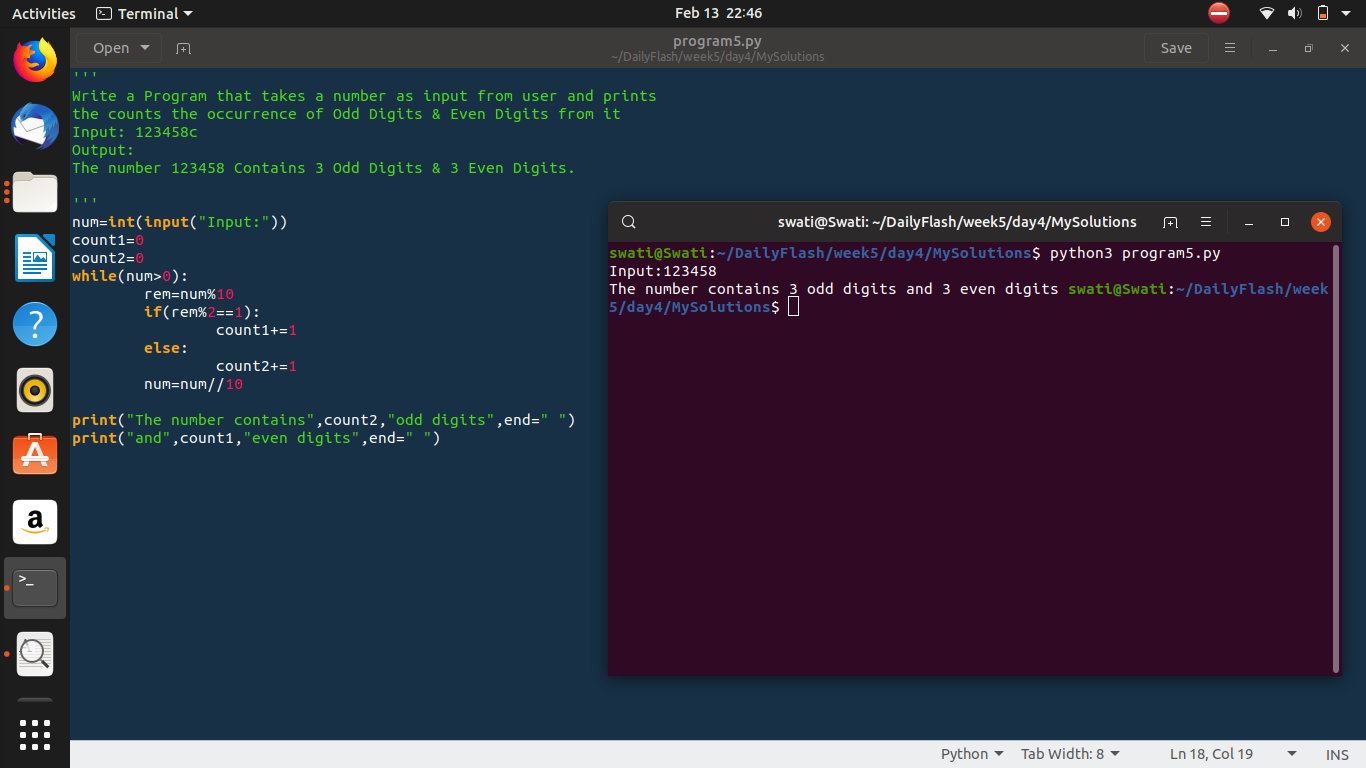 Activities Terminal Feb 13 22:46
Open program5.py Save
~/DailyFlash/week5/day4/MySolutions
'''
Write a Program that takes a number as input from user and prints
the counts the occurrence of Odd Digits & Even Digits from it
Input: 123458c
Output:
The number 123458 Contains 3 Odd Digits & 3 Even Digits.
'''
num=int(input("Input:"))
count1=0
count2=0
while(num>0):
        rem=num%10
        if(rem%2==1):
                count1+=1
        else:
                count2+=1
        num=num//10
print("The number contains",count2,"odd digits",end=" ")
print("and",count1,"even digits",end=" ")
swati@Swati: ~/DailyFlash/week5/day4/MySolutions
swati@Swati:~/DailyFlash/week5/day4/MySolutions$ python3 program5.py
Input:123458
The number contains 3 odd digits and 3 even digits swati@Swati:~/DailyFlash/week
5/day4/MySolutions$
Python Tab Width: 8 Ln 18, Col 19 INS